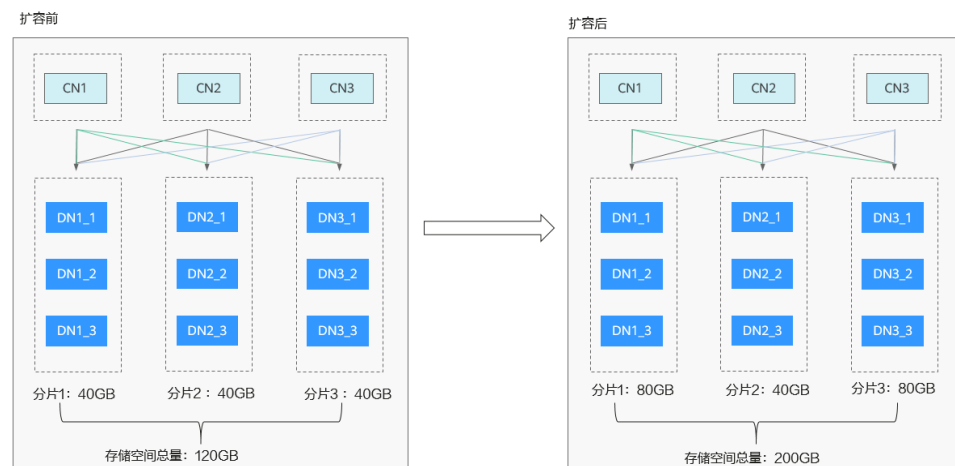 扩容前
CN1 CN2 CN3
DN1_1 DN2_1 DN3_1
DN1_2 DN2_2 DN3_2
DN1_3 DN2_3 DN3_3
分片1：40GB 分片2：40GB 分片3：40GB
存储空间总量：120GB
扩容后
CN1 CN2 CN3
DN1_1 DN2_1 DN3_1
DN1_2 DN2_2 DN3_2
DN1_3 DN2_3 DN3_3
分片1：80GB 分片2：40GB 分片3：80GB
存储空间总量：200GB